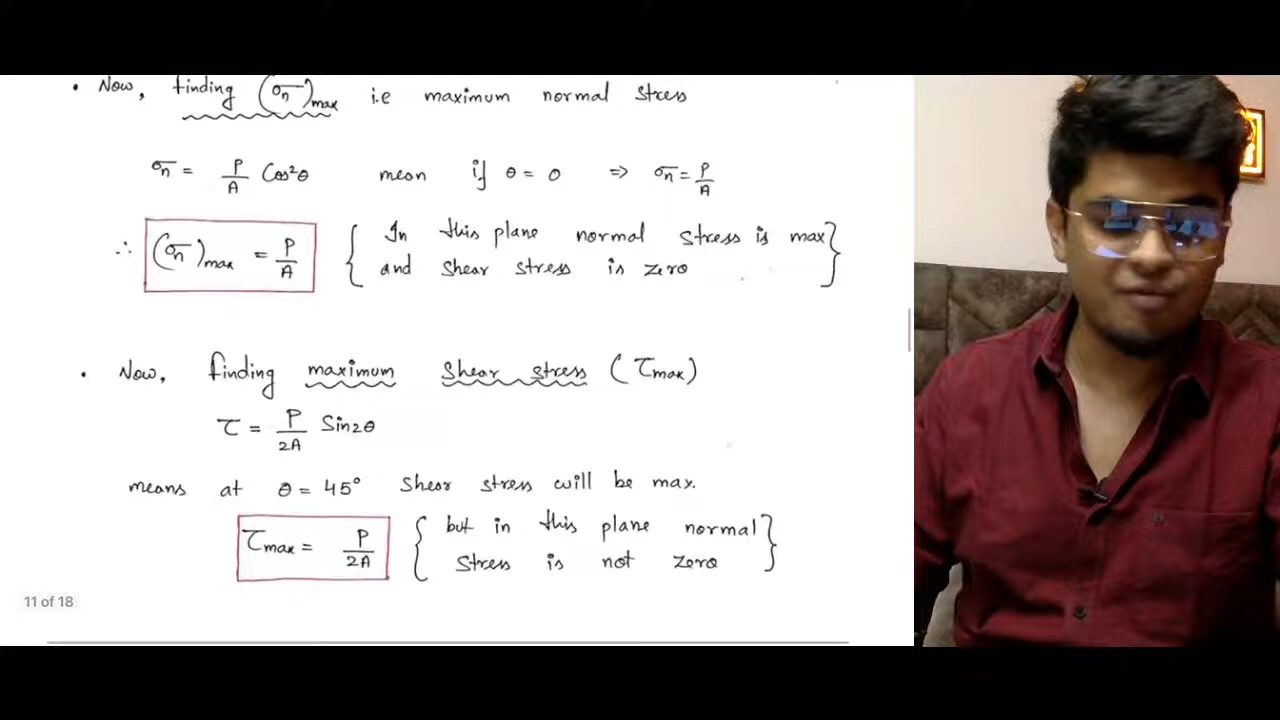 • Now, finding (σn)max i.e maximum normal stress
σn = P/A Cos²θ mean if θ = 0 ⇒ σn = P/A
∴ (σn)max = P/A { In this plane normal stress is max and shear stress is zero }
• Now, finding maximum shear stress (τmax)
τ = P/2A Sin2θ
means at θ = 45° shear stress will be max.
τmax = P/2A { but in this plane normal stress is not zero }
11 of 18